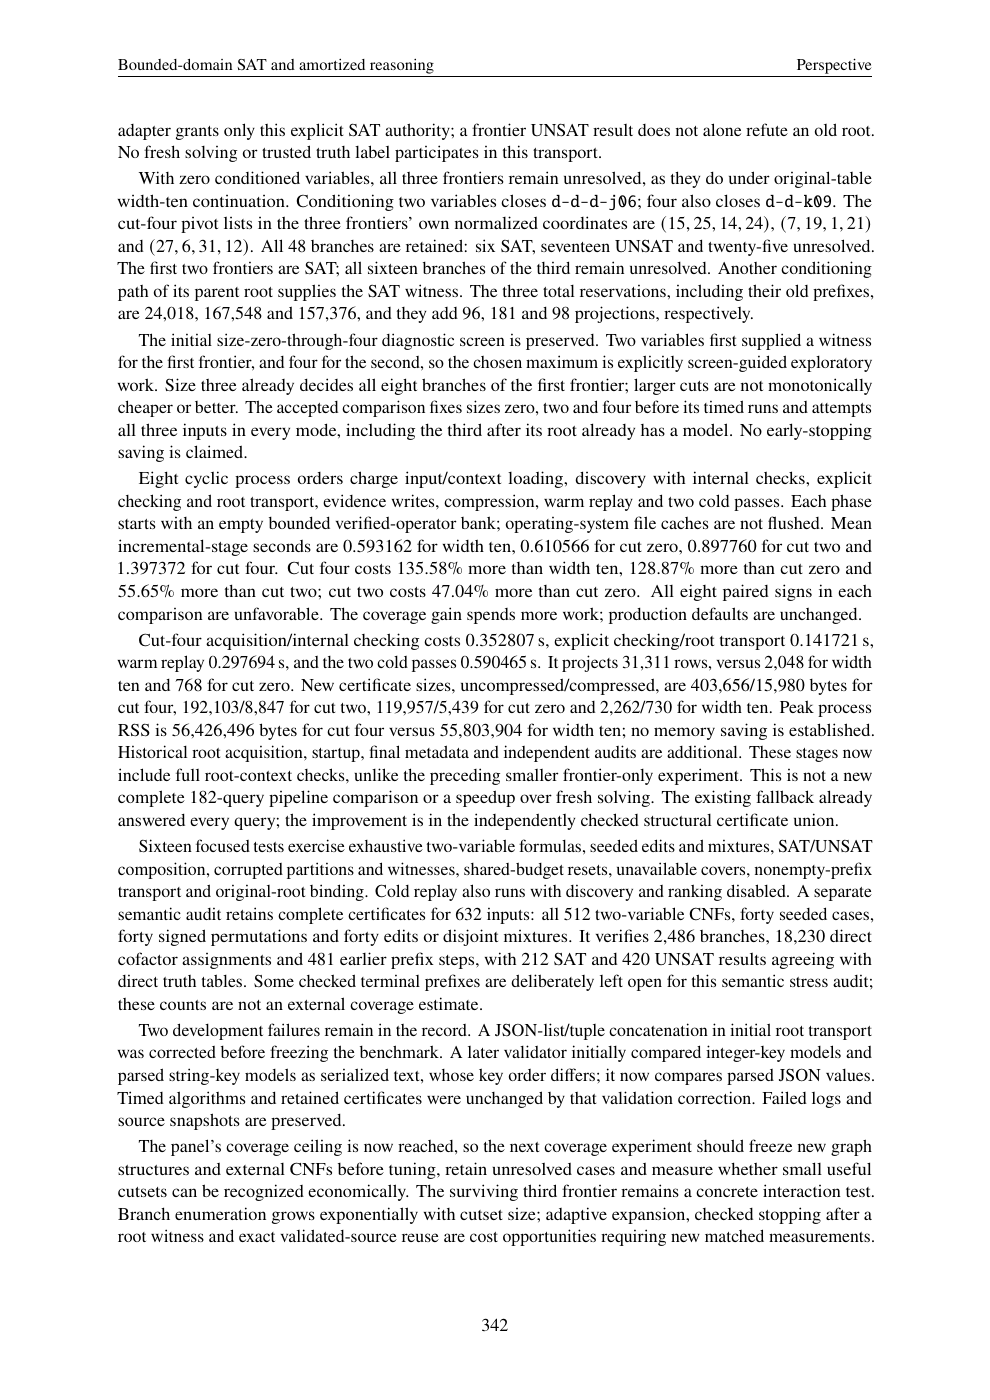 Bounded-domain SAT and amortized reasoning Perspective
adapter grants only this explicit SAT authority; a frontier UNSAT result does not alone refute an old root.
No fresh solving or trusted truth label participates in this transport.
With zero conditioned variables, all three frontiers remain unresolved, as they do under original-table
width-ten continuation. Conditioning two variables closes d-d-d-j06; four also closes d-d-k09. The
cut-four pivot lists in the three frontiers' own normalized coordinates are (15, 25, 14, 24), (7, 19, 1, 21)
and (27, 6, 31, 12). All 48 branches are retained: six SAT, seventeen UNSAT and twenty-five unresolved.
The first two frontiers are SAT; all sixteen branches of the third remain unresolved. Another conditioning
path of its parent root supplies the SAT witness. The three total reservations, including their old prefixes,
are 24,018, 167,548 and 157,376, and they add 96, 181 and 98 projections, respectively.
The initial size-zero-through-four diagnostic screen is preserved. Two variables first supplied a witness
for the first frontier, and four for the second, so the chosen maximum is explicitly screen-guided exploratory
work. Size three already decides all eight branches of the first frontier; larger cuts are not monotonically
cheaper or better. The accepted comparison fixes sizes zero, two and four before its timed runs and attempts
all three inputs in every mode, including the third after its root already has a model. No early-stopping
saving is claimed.
Eight cyclic process orders charge input/context loading, discovery with internal checks, explicit
checking and root transport, evidence writes, compression, warm replay and two cold passes. Each phase
starts with an empty bounded verified-operator bank; operating-system file caches are not flushed. Mean
incremental-stage seconds are 0.593162 for width ten, 0.610566 for cut zero, 0.897760 for cut two and
1.397372 for cut four. Cut four costs 135.58% more than width ten, 128.87% more than cut zero and
55.65% more than cut two; cut two costs 47.04% more than cut zero. All eight paired signs in each
comparison are unfavorable. The coverage gain spends more work; production defaults are unchanged.
Cut-four acquisition/internal checking costs 0.352807 s, explicit checking/root transport 0.141721 s,
warm replay 0.297694 s, and the two cold passes 0.590465 s. It projects 31,311 rows, versus 2,048 for width
ten and 768 for cut zero. New certificate sizes, uncompressed/compressed, are 403,656/15,980 bytes for
cut four, 192,103/8,847 for cut two, 119,957/5,439 for cut zero and 2,262/730 for width ten. Peak process
RSS is 56,426,496 bytes for cut four versus 55,803,904 for width ten; no memory saving is established.
Historical root acquisition, startup, final metadata and independent audits are additional. These stages now
include full root-context checks, unlike the preceding smaller frontier-only experiment. This is not a new
complete 182-query pipeline comparison or a speedup over fresh solving. The existing fallback already
answered every query; the improvement is in the independently checked structural certificate union.
Sixteen focused tests exercise exhaustive two-variable formulas, seeded edits and mixtures, SAT/UNSAT
composition, corrupted partitions and witnesses, shared-budget resets, unavailable covers, nonempty-prefix
transport and original-root binding. Cold replay also runs with discovery and ranking disabled. A separate
semantic audit retains complete certificates for 632 inputs: all 512 two-variable CNFs, forty seeded cases,
forty signed permutations and forty edits or disjoint mixtures. It verifies 2,486 branches, 18,230 direct
cofactor assignments and 481 earlier prefix steps, with 212 SAT and 420 UNSAT results agreeing with
direct truth tables. Some checked terminal prefixes are deliberately left open for this semantic stress audit;
these counts are not an external coverage estimate.
Two development failures remain in the record. A JSON-list/tuple concatenation in initial root transport
was corrected before freezing the benchmark. A later validator initially compared integer-key models and
parsed string-key models as serialized text, whose key order differs; it now compares parsed JSON values.
Timed algorithms and retained certificates were unchanged by that validation correction. Failed logs and
source snapshots are preserved.
The panel's coverage ceiling is now reached, so the next coverage experiment should freeze new graph
structures and external CNFs before tuning, retain unresolved cases and measure whether small useful
cutsets can be recognized economically. The surviving third frontier remains a concrete interaction test.
Branch enumeration grows exponentially with cutset size; adaptive expansion, checked stopping after a
root witness and exact validated-source reuse are cost opportunities requiring new matched measurements.
342